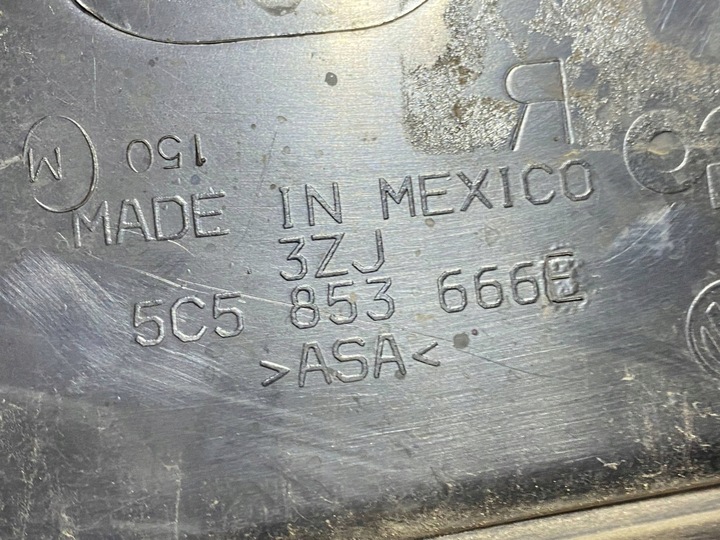 R
150
M
MADE IN MEXICO
3ZJ
5C5 853 666E
>ASA<